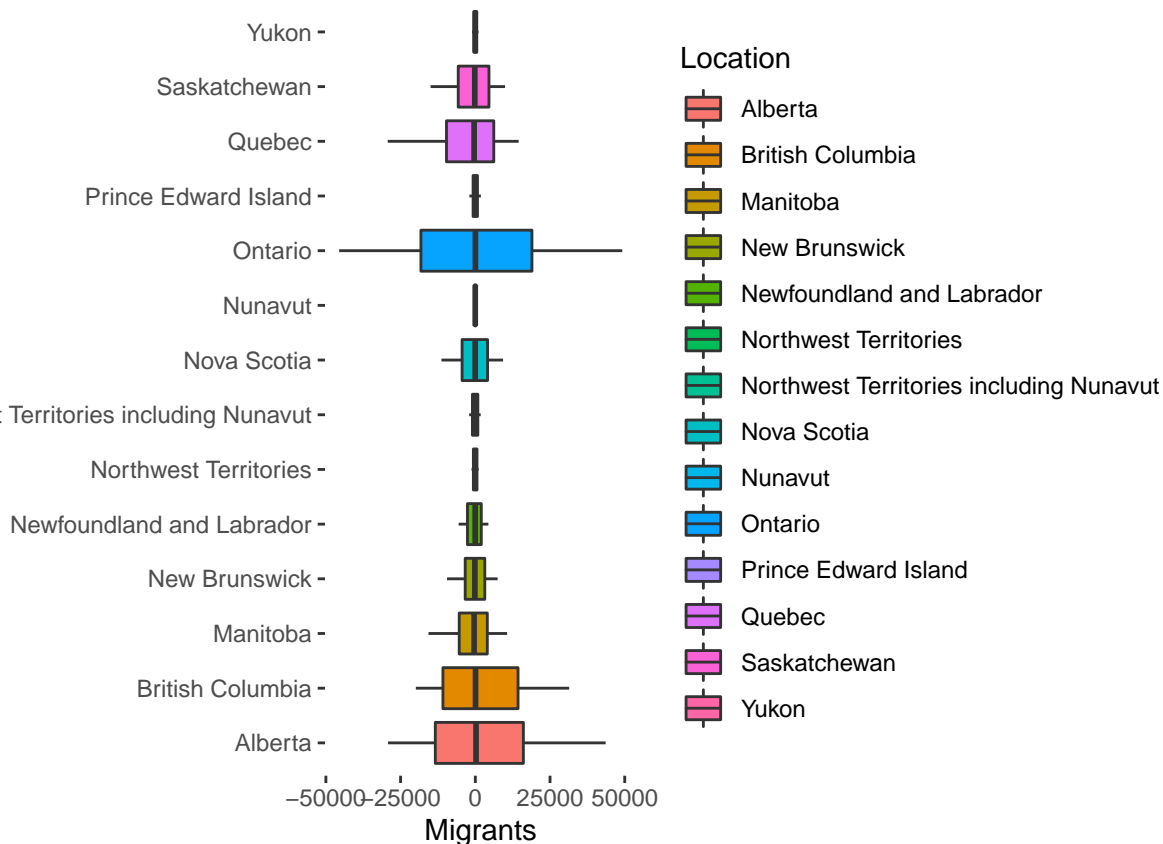 Yukon
Saskatchewan
Quebec
Prince Edward Island
Ontario
Nunavut
Nova Scotia
Territories including Nunavut
Northwest Territories
Newfoundland and Labrador
New Brunswick
Manitoba
British Columbia
Alberta
−50000 −25000 0 25000 50000
Migrants
Location
Alberta
British Columbia
Manitoba
New Brunswick
Newfoundland and Labrador
Northwest Territories
Northwest Territories including Nunavut
Nova Scotia
Nunavut
Ontario
Prince Edward Island
Quebec
Saskatchewan
Yukon